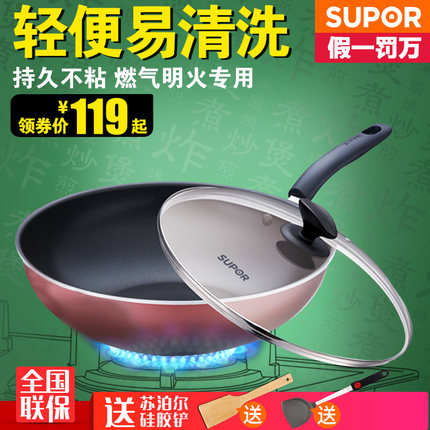 轻便易清洗
SUPOR
假一罚万
持久不粘 燃气明火专用
领券价¥119起
SUPOR
全国
联保
送
苏泊尔
硅胶铲
送
送